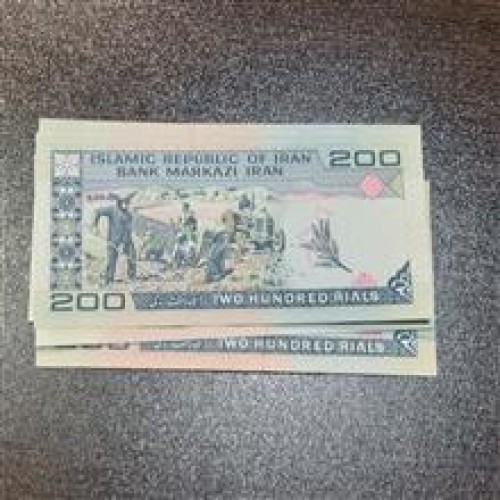 ISLAMIC REPUBLIC OF IRAN
200
BANK MARKAZI IRAN
200
TWO HUNDRED RIALS
TWO HUNDRED RIALS